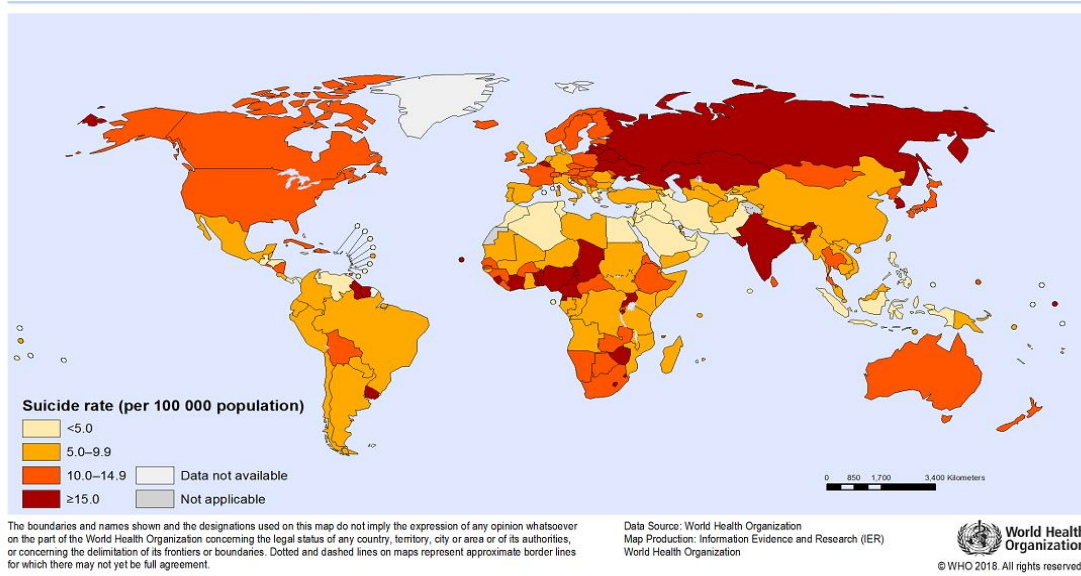 Suicide rate (per 100 000 population)
<5.0
5.0–9.9
10.0–14.9
≥15.0
Data not available
Not applicable
0 850 1,700 3,400 Kilometers
The boundaries and names shown and the designations used on this map do not imply the expression of any opinion whatsoever
on the part of the World Health Organization concerning the legal status of any country, territory, city or area or of its authorities,
or concerning the delimitation of its frontiers or boundaries. Dotted and dashed lines on maps represent approximate border lines
for which there may not yet be full agreement.
Data Source: World Health Organization
Map Production: Information Evidence and Research (IER)
World Health Organization
World Health
Organization
© WHO 2018. All rights reserved